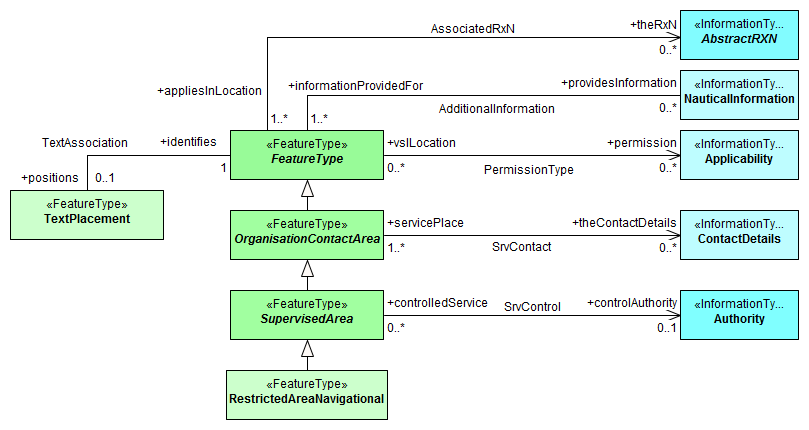 AssociatedRxN
+theRxN
0..*
«InformationTy...
AbstractRXN
+appliesInLocation
1..*
+informationProvidedFor
1..*
AdditionalInformation
+providesInformation
0..*
«InformationTy...
NauticalInformation
TextAssociation
+identifies
1
+positions
0..1
«FeatureType»
TextPlacement
«FeatureType»
FeatureType
+vslLocation
0..*
PermissionType
+permission
0..*
«InformationTy...
Applicability
«FeatureType»
OrganisationContactArea
+servicePlace
1..*
SrvContact
+theContactDetails
0..*
«InformationTy...
ContactDetails
«FeatureType»
SupervisedArea
+controlledService
0..*
SrvControl
+controlAuthority
0..1
«InformationTy...
Authority
«FeatureType»
RestrictedAreaNavigational